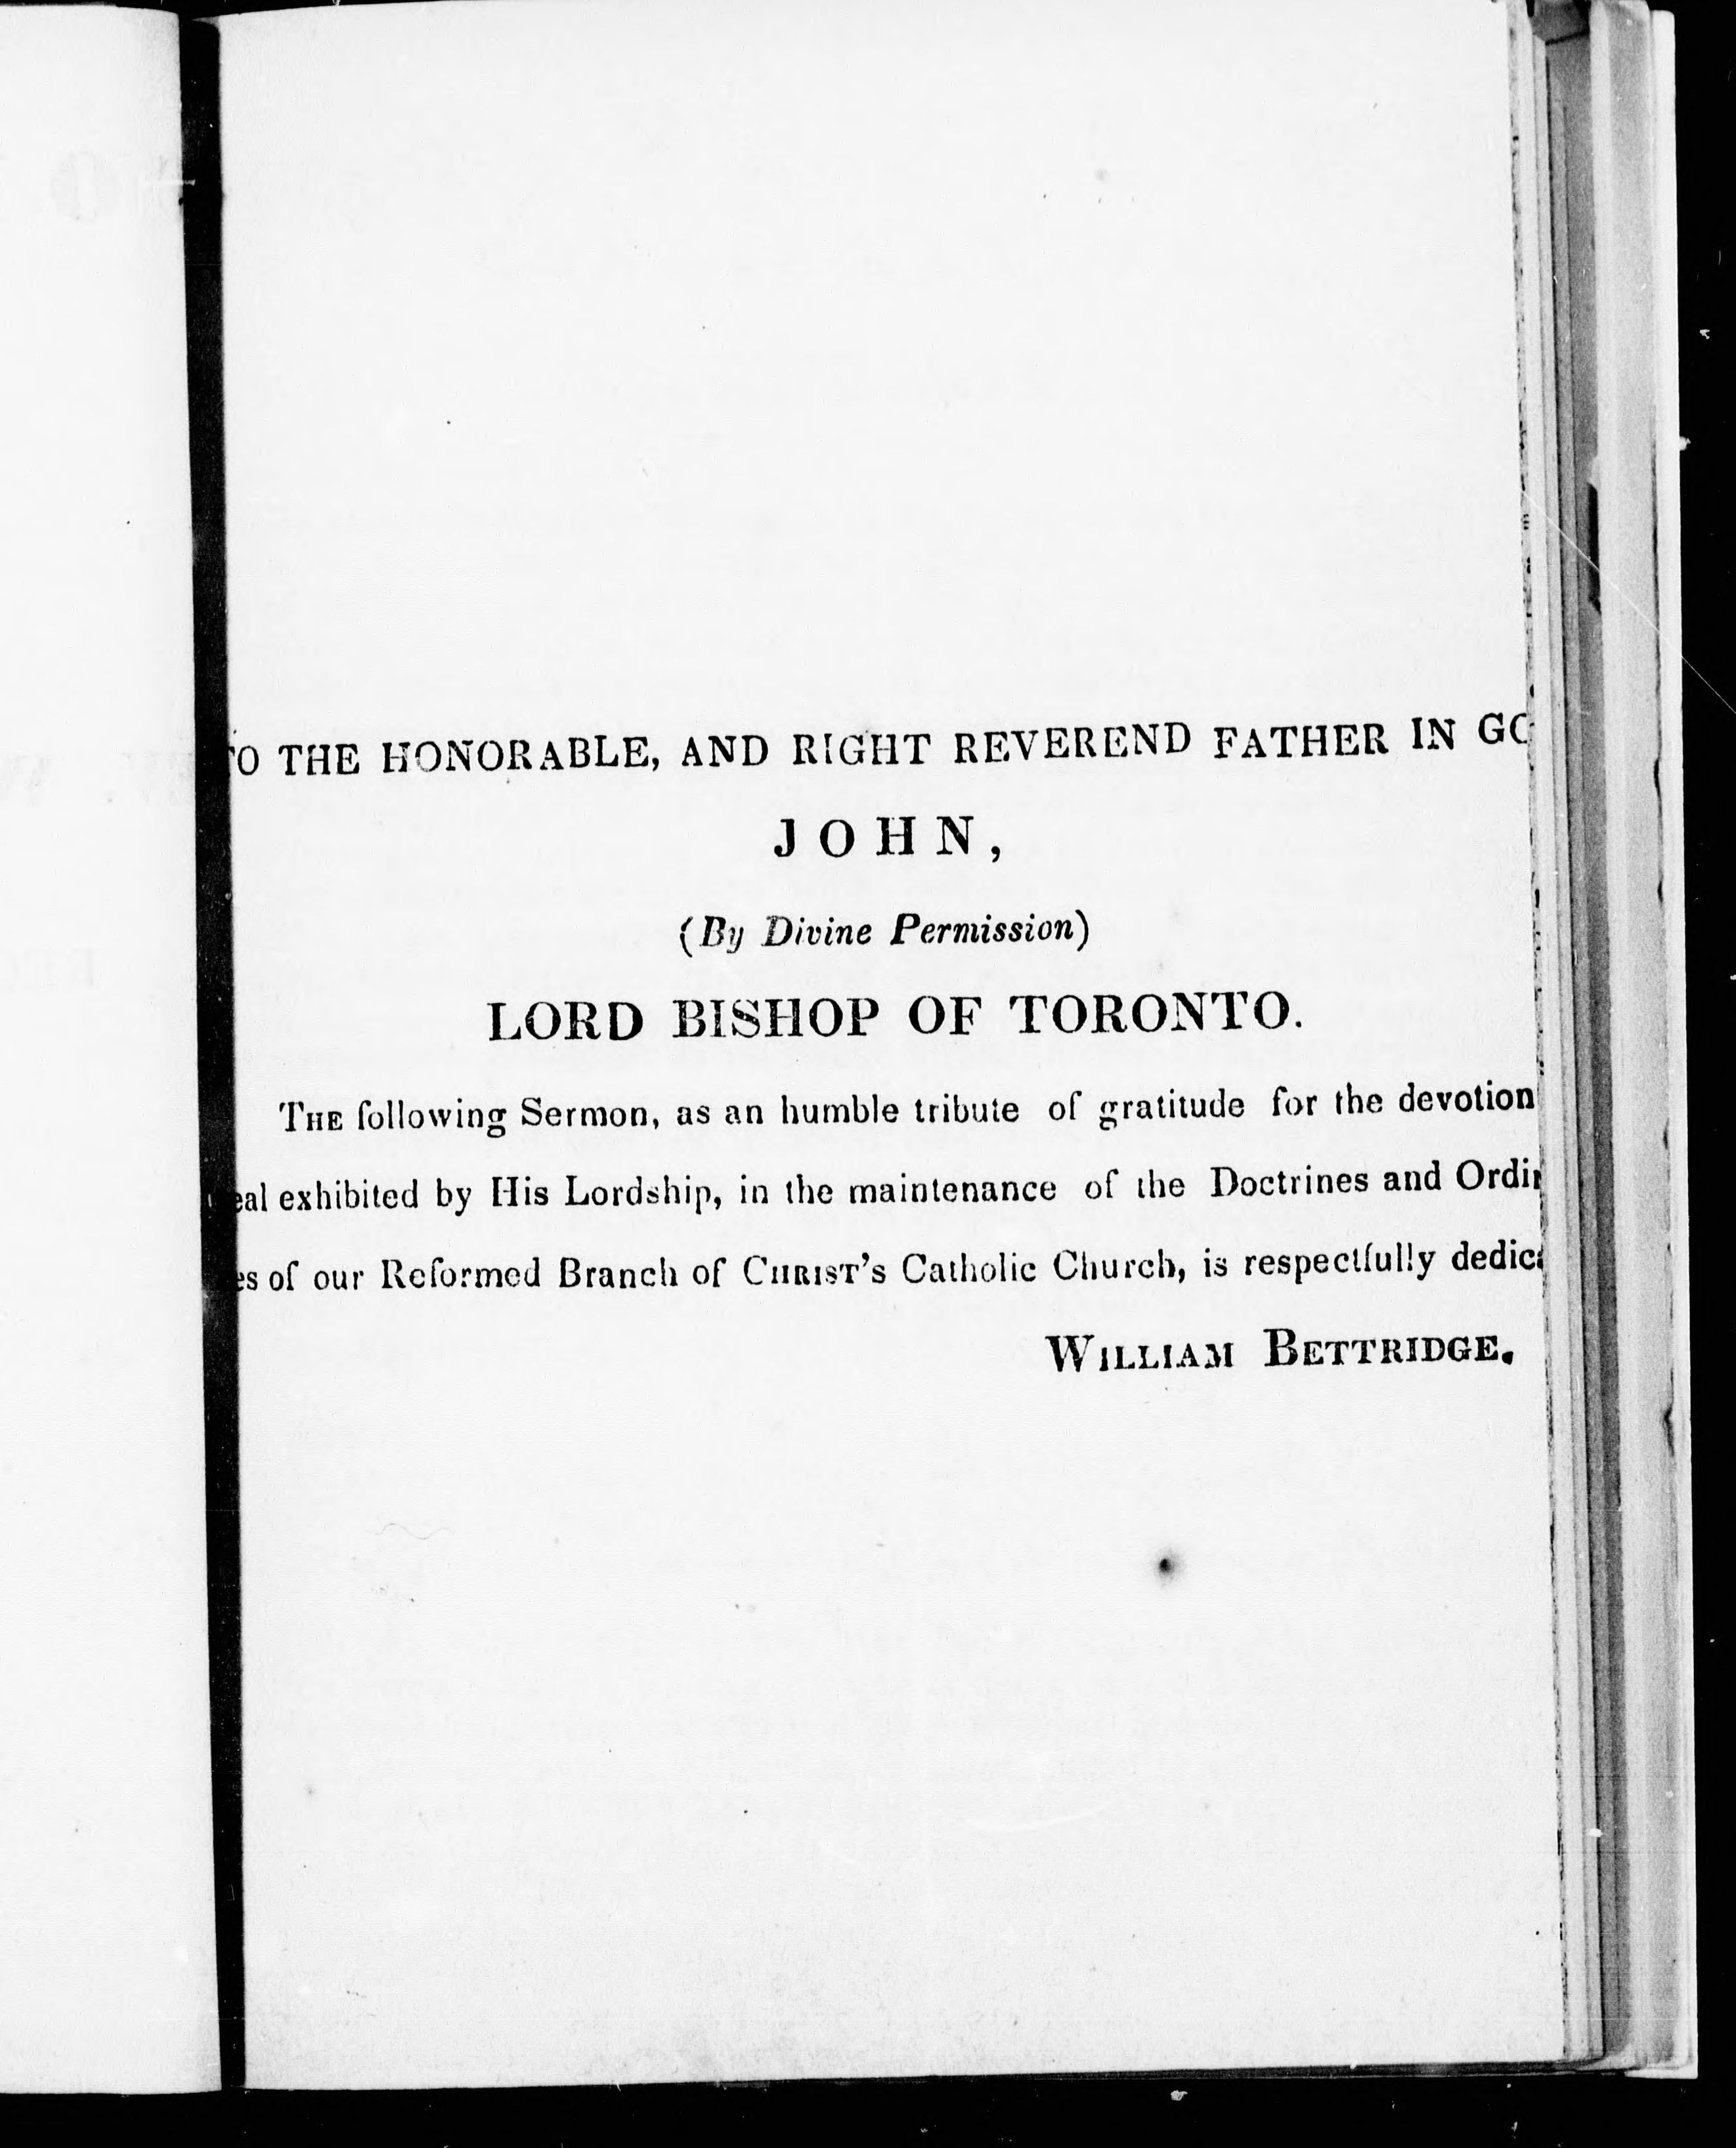 TO THE HONORABLE, AND RIGHT REVEREND FATHER IN GO
JOHN,
(By Divine Permission)
LORD BISHOP OF TORONTO.
THE following Sermon, as an humble tribute of gratitude for the devotion
eal exhibited by His Lordship, in the maintenance of the Doctrines and Ordi
es of our Reformed Branch of CHRIST's Catholic Church, is respectfully dedic
WILLIAM BETTRIDGE.